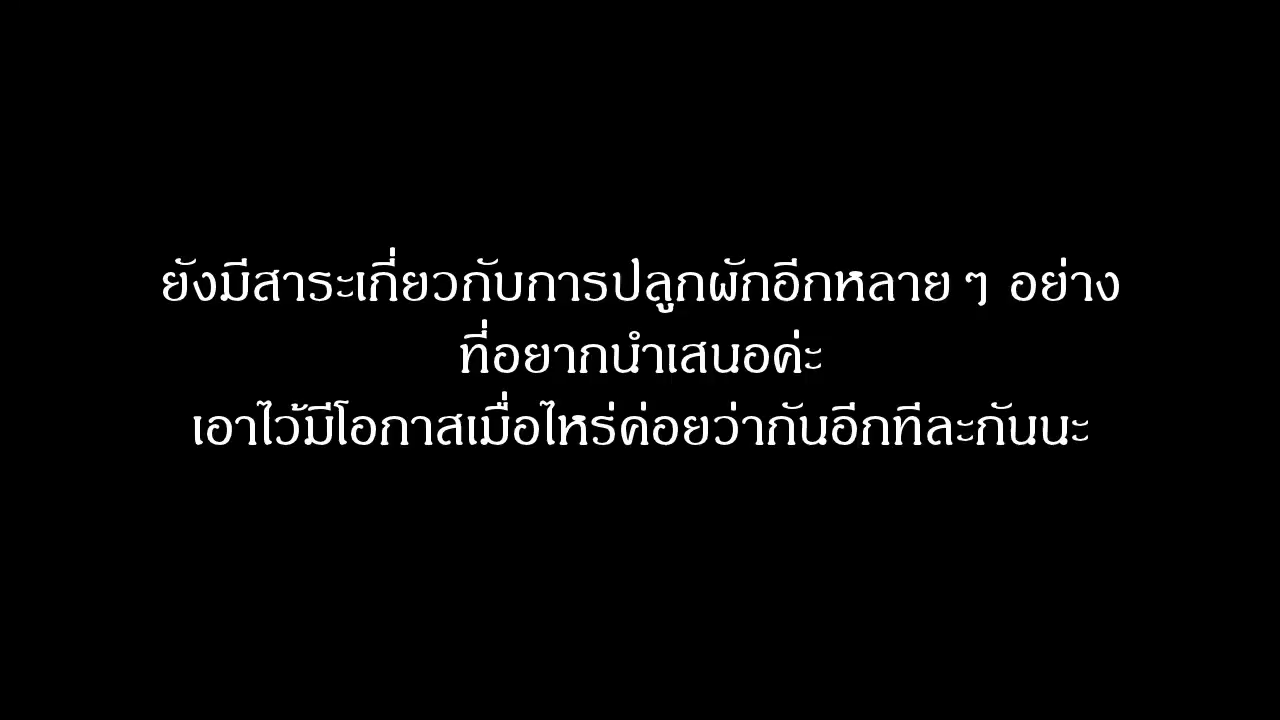 ยังมีสาระเกี่ยวกับการปลูกผักอีกหลาย ๆ อย่าง
ที่อยากนำเสนอค่ะ
เอาไว้มีโอกาสเมื่อไหร่ค่อยว่ากันอีกทีละกันนะ